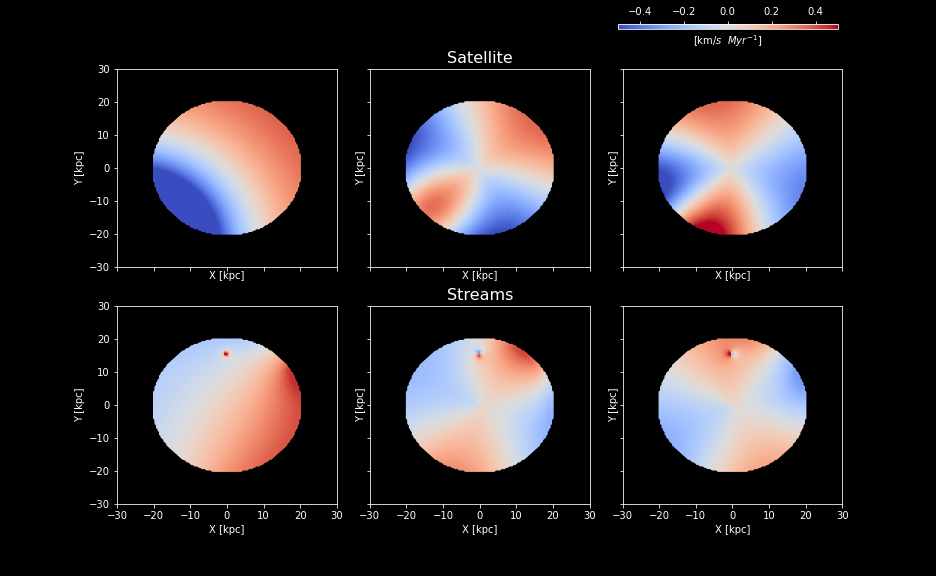 −0.4 −0.2 0.0 0.2 0.4
[km/s Myr⁻¹]
Satellite
30
20
10
0
−10
−20
−30
Y [kpc]
Y [kpc]
Y [kpc]
X [kpc] X [kpc] X [kpc]
Streams
30
20
10
0
−10
−20
−30
Y [kpc]
Y [kpc]
Y [kpc]
−30 −20 −10 0 10 20 30 −30 −20 −10 0 10 20 30 −30 −20 −10 0 10 20 30
X [kpc] X [kpc] X [kpc]